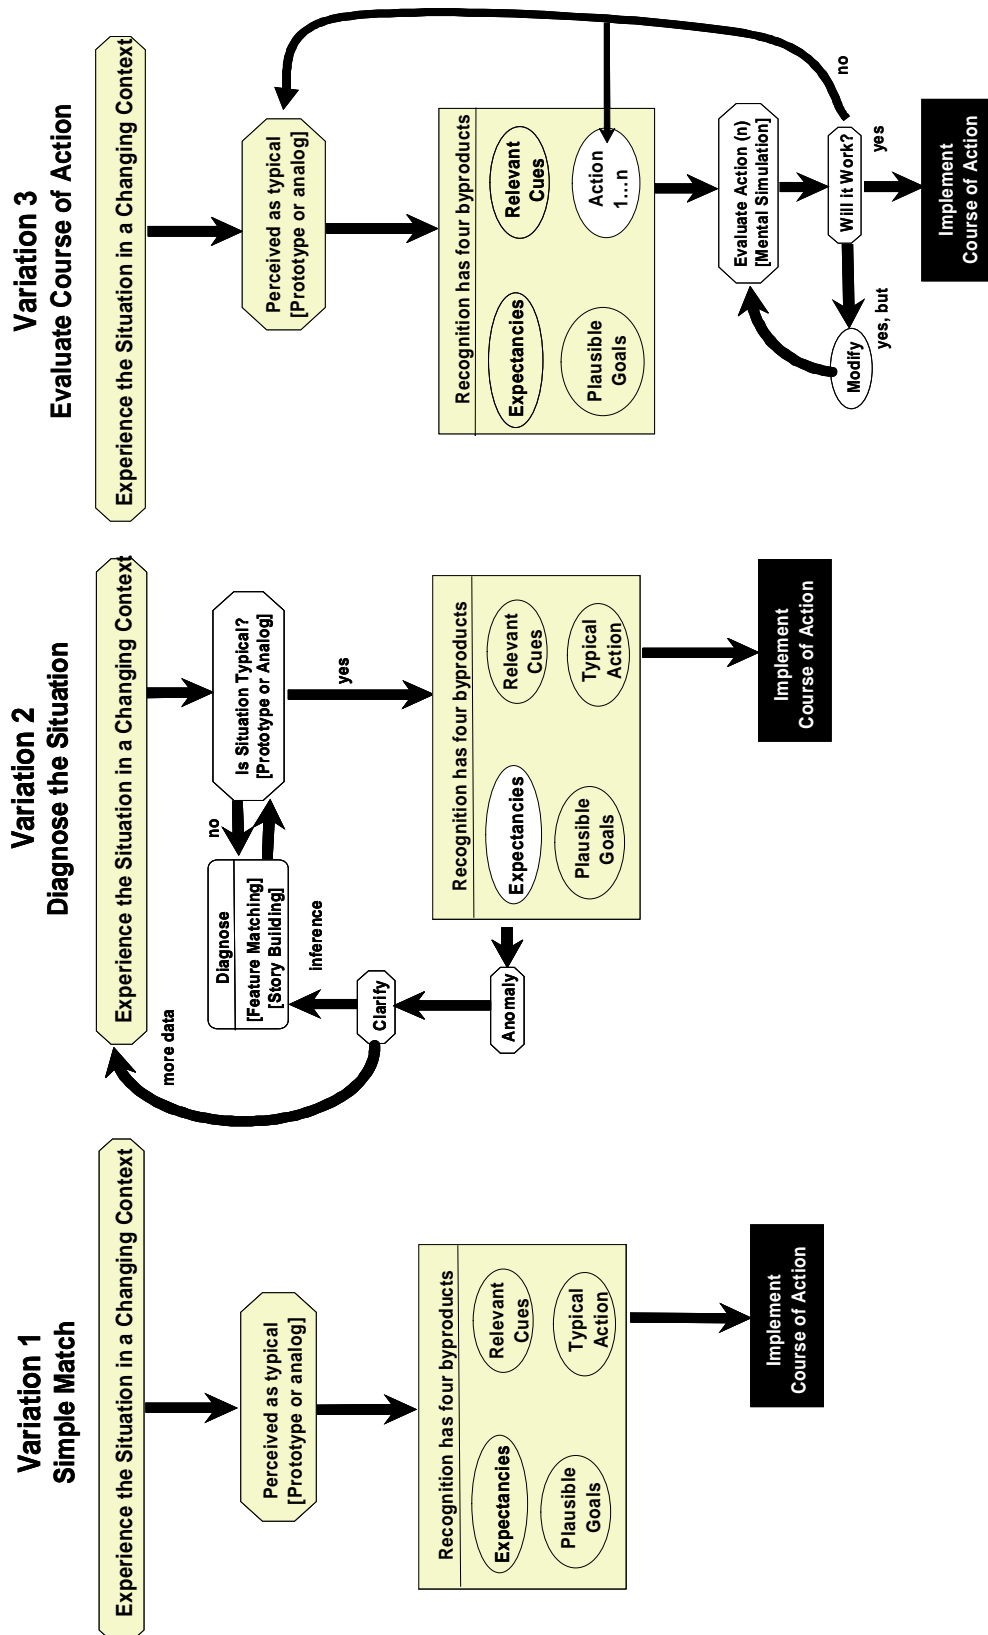 Variation 1
Simple Match
Experience the Situation in a Changing Context
Perceived as typical
[Prototype or analog]
Recognition has four byproducts
Expectancies
Relevant
Cues
Plausible
Goals
Typical
Action
Implement
Course of Action
Variation 2
Diagnose the Situation
Experience the Situation in a Changing Context
more data
Diagnose
[Feature Matching]
[Story Building]
no
Is Situation Typical?
[Prototype or Analog]
inference
yes
Clarify
Anomaly
Recognition has four byproducts
Expectancies
Relevant
Cues
Plausible
Goals
Typical
Action
Implement
Course of Action
Variation 3
Evaluate Course of Action
Experience the Situation in a Changing Context
Perceived as typical
[Prototype or analog]
Recognition has four byproducts
Expectancies
Relevant
Cues
Plausible
Goals
Action
1...n
Evaluate Action (n)
[Mental Simulation]
Modify
yes, but
Will it Work?
no
yes
Implement
Course of Action